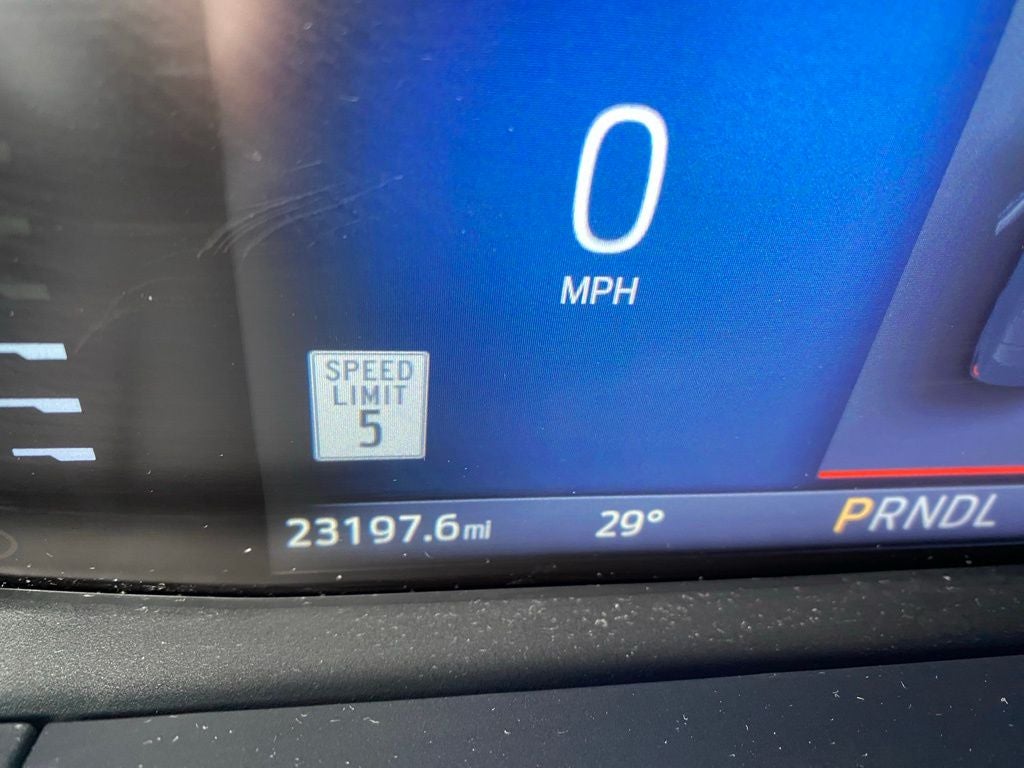 0
MPH
SPEED
LIMIT
5
23197.6mi 29° PRNDL